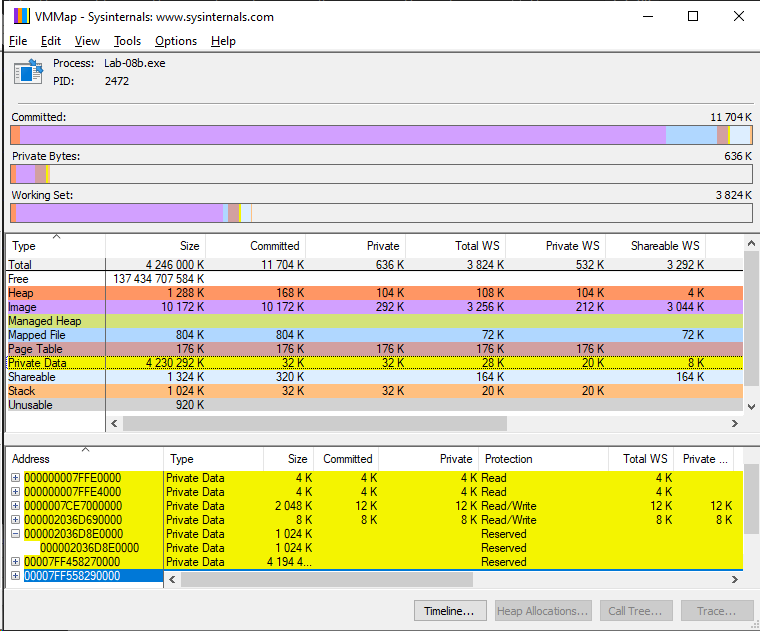 VMMap - Sysinternals: www.sysinternals.com
File Edit View Tools Options Help
Process: Lab-08b.exe
PID: 2472
Committed: 11 704 K
Private Bytes: 636 K
Working Set: 3 824 K
Type Size Committed Private Total WS Private WS Shareable WS
Total 4 246 000 K 11 704 K 636 K 3 824 K 532 K 3 292 K
Free 137 434 707 584 K
Heap 1 288 K 168 K 104 K 108 K 104 K 4 K
Image 10 172 K 10 172 K 292 K 3 256 K 212 K 3 044 K
Managed Heap
Mapped File 804 K 804 K 72 K 72 K
Page Table 176 K 176 K 176 K 176 K 176 K
Private Data 4 230 292 K 32 K 32 K 28 K 20 K 8 K
Shareable 1 324 K 320 K 164 K 164 K
Stack 1 024 K 32 K 32 K 20 K 20 K
Unusable 920 K
Address Type Size Committed Private Protection Total WS Private ...
000000007FFE0000 Private Data 4 K 4 K 4 K Read 4 K
000000007FFE4000 Private Data 4 K 4 K 4 K Read 4 K
0000007CE7000000 Private Data 2 048 K 12 K 12 K Read/Write 12 K 12 K
000002036D690000 Private Data 8 K 8 K 8 K Read/Write 8 K 8 K
000002036D8E0000 Private Data 1 024 K Reserved
000002036D8E0000 Private Data 1 024 K Reserved
00007FF458270000 Private Data 4 194 4... Reserved
00007FF558290000
Timeline... Heap Allocations... Call Tree... Trace...